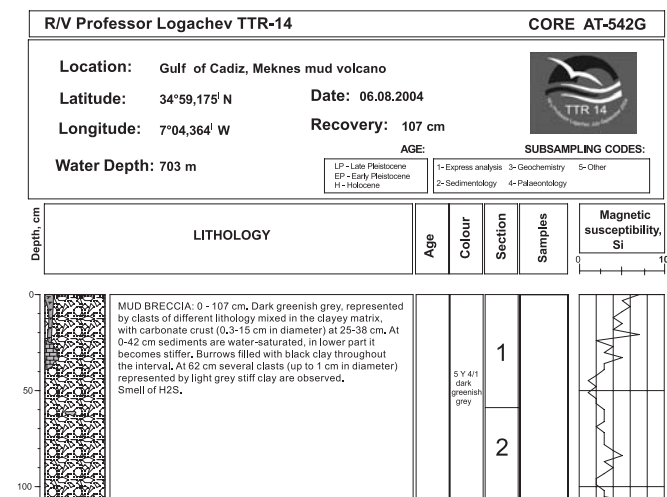 R/V Professor Logachev TTR-14
CORE AT-542G
Location: Gulf of Cadiz, Meknes mud volcano
Latitude: 34°59,175ᴵ N
Date: 06.08.2004
Longitude: 7°04,364ᴵ W
Recovery: 107 cm
Water Depth: 703 m
TTR 14
AGE:
LP - Late Pleistocene
EP - Early Pleistocene
H - Holocene
SUBSAMPLING CODES:
1- Express analysis 3- Geochemistry 5- Other
2- Sedimentology 4- Palaeontology
Depth, cm
LITHOLOGY
Age
Colour
Section
Samples
Magnetic
susceptibility,
Si
0 10
0
50
100
MUD BRECCIA: 0 - 107 cm. Dark greenish grey, represented
by clasts of different lithology mixed in the clayey matrix,
with carbonate crust (0.3-15 cm in diameter) at 25-38 cm. At
0-42 cm sediments are water-saturated, in lower part it
becomes stiffer. Burrows filled with black clay throughout
the interval. At 62 cm several clasts (up to 1 cm in diameter)
represented by light grey stiff clay are observed.
Smell of H2S.
5 Y 4/1
dark
greenish
grey
1
2